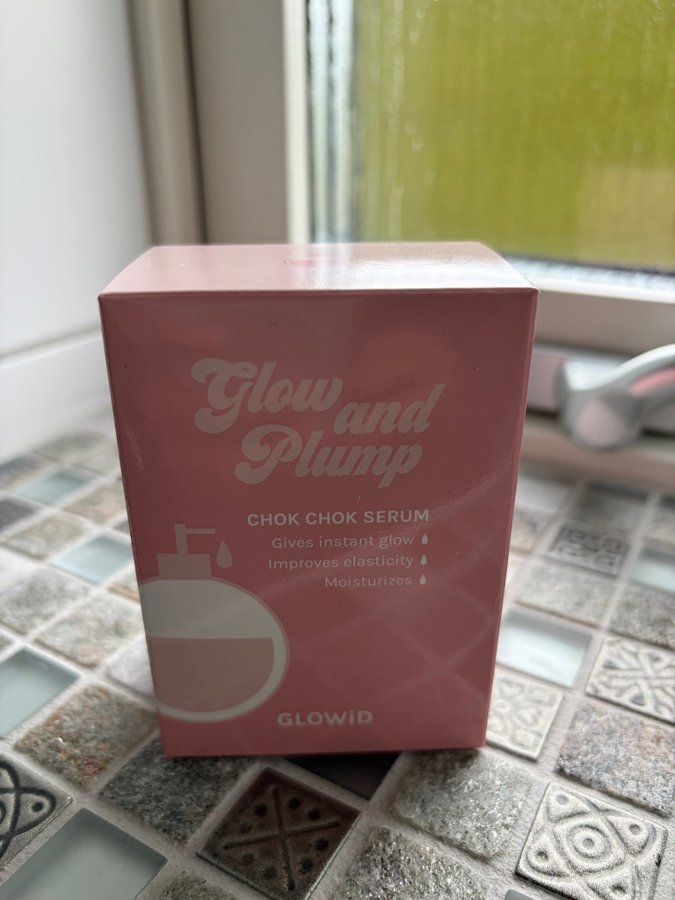 Glow and
Plump
CHOK CHOK SERUM
Gives instant glow
Improves elasticity
Moisturizes
GLOWiD